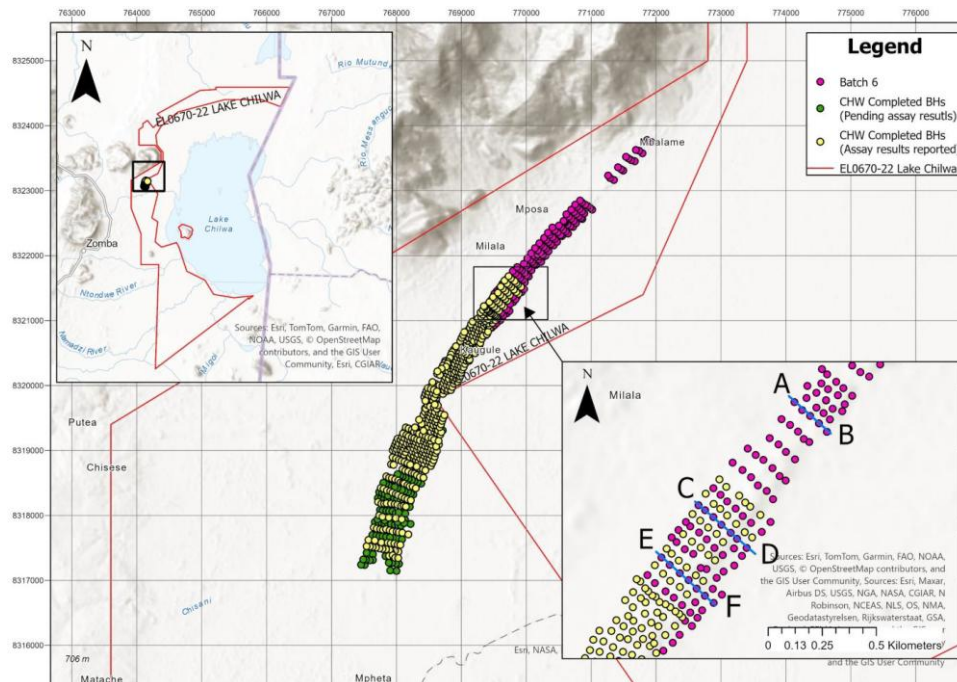 763000 764000 765000 766000 767000 768000 769000 770000 771000 772000 773000 774000 775000 776000
8325000
8324000
8323000
8322000
8321000
8320000
8319000
8318000
8317000
8316000
N
EL0670-22 LAKE CHILWA
Lake
Chilwa
Zomba
Ntondwe River
Namadzi River
Sources: Esri, TomTom, Garmin, FAO,
NOAA, USGS, © OpenStreetMap
contributors, and the GIS User
Community, Esri, CGIAR
Legend
Batch 6
CHW Completed BHs
(Pending assay resutls)
CHW Completed BHs
(Assay results reported)
EL0670-22 Lake Chilwa
Mposa
Milala
EL0670-22 LAKE CHILWA
Putea
Chisese
Chisani
706 m
Matache
Mpheta
Esri, NASA,
N
Milala
A
B
C
D
E
F
Sources: Esri, TomTom, Garmin, FAO, NOAA,
USGS, © OpenStreetMap contributors, and
the GIS User Community, Sources: Esri, Maxar,
Airbus DS, USGS, NGA, NASA, CGIAR, N
Robinson, NCEAS, NLS, OS, NMA,
Geodatastyrelsen, Rijkswaterstaat, GSA,
0 0.13 0.25 0.5 Kilometers
and the GIS User Community